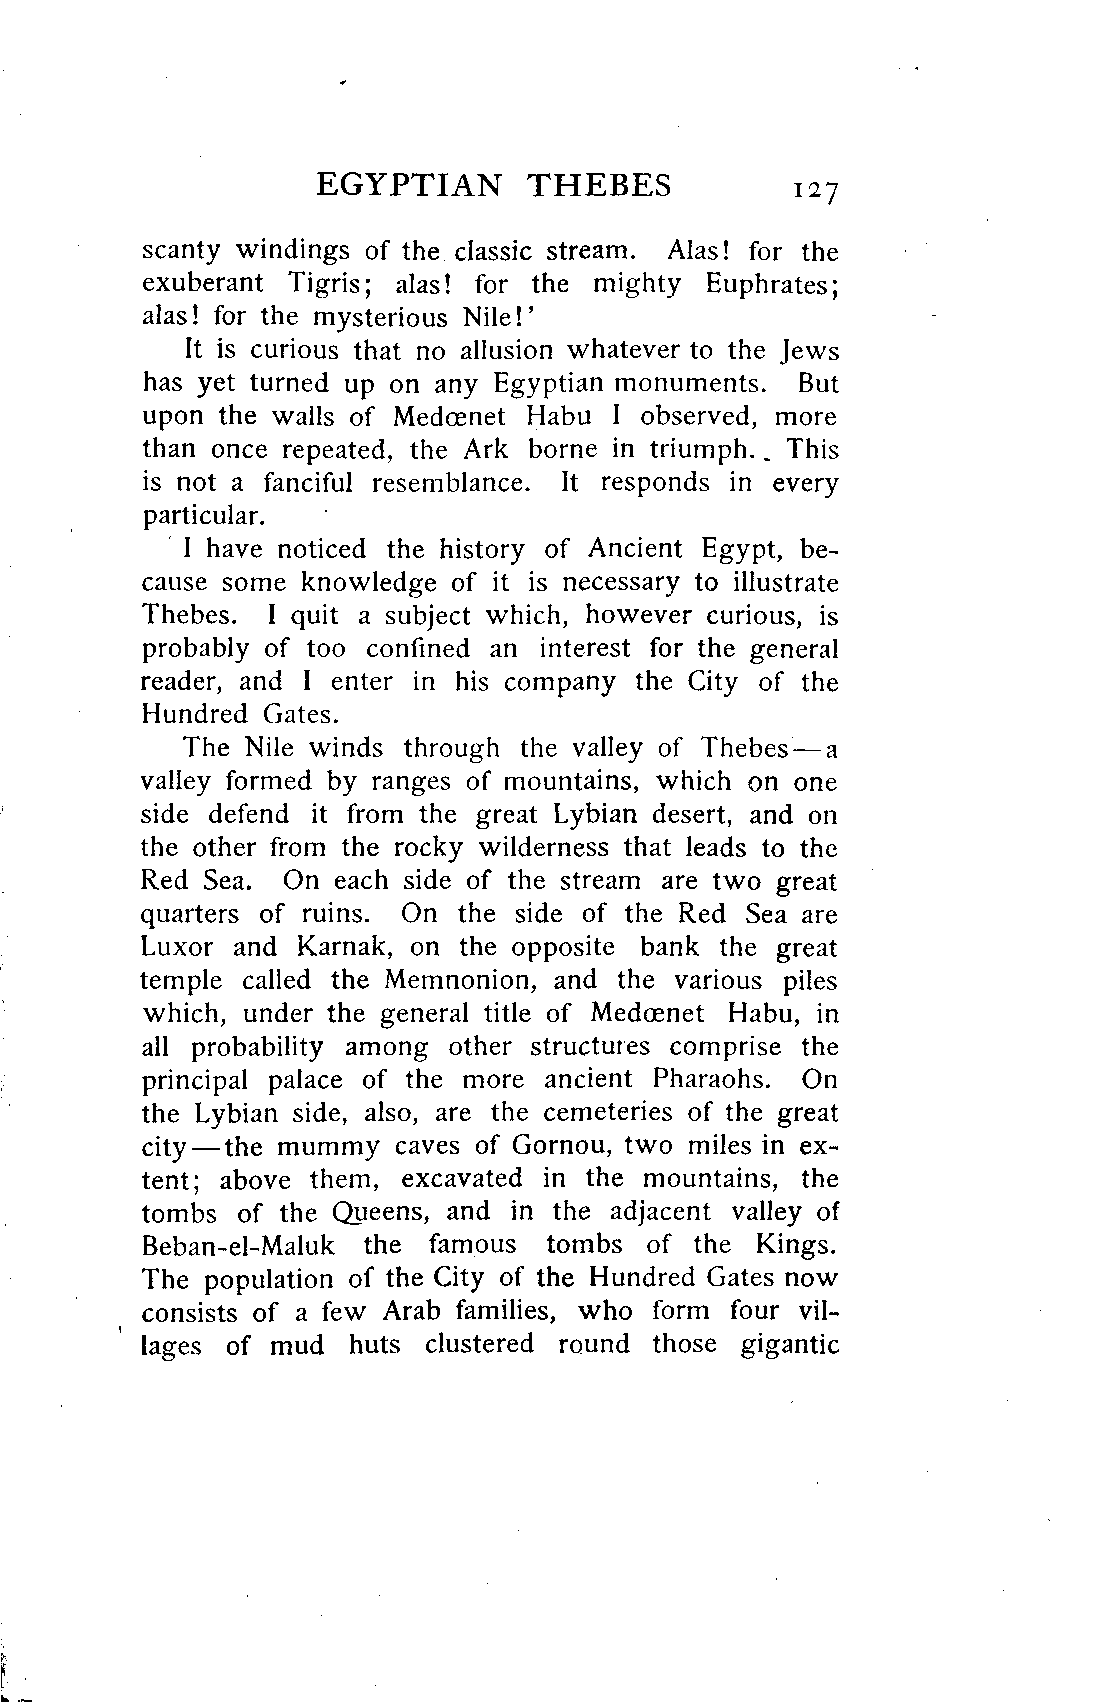 EGYPTIAN THEBES 127
scanty windings of the classic stream. Alas! for the
exuberant Tigris; alas! for the mighty Euphrates;
alas! for the mysterious Nile!'
It is curious that no allusion whatever to the Jews
has yet turned up on any Egyptian monuments. But
upon the walls of Medœnet Habu I observed, more
than once repeated, the Ark borne in triumph. This
is not a fanciful resemblance. It responds in every
particular.
I have noticed the history of Ancient Egypt, be-
cause some knowledge of it is necessary to illustrate
Thebes. I quit a subject which, however curious, is
probably of too confined an interest for the general
reader, and I enter in his company the City of the
Hundred Gates.
The Nile winds through the valley of Thebes—a
valley formed by ranges of mountains, which on one
side defend it from the great Lybian desert, and on
the other from the rocky wilderness that leads to the
Red Sea. On each side of the stream are two great
quarters of ruins. On the side of the Red Sea are
Luxor and Karnak, on the opposite bank the great
temple called the Memnonion, and the various piles
which, under the general title of Medœnet Habu, in
all probability among other structures comprise the
principal palace of the more ancient Pharaohs. On
the Lybian side, also, are the cemeteries of the great
city—the mummy caves of Gornou, two miles in ex-
tent; above them, excavated in the mountains, the
tombs of the Queens, and in the adjacent valley of
Beban-el-Maluk the famous tombs of the Kings.
The population of the City of the Hundred Gates now
consists of a few Arab families, who form four vil-
lages of mud huts clustered round those gigantic